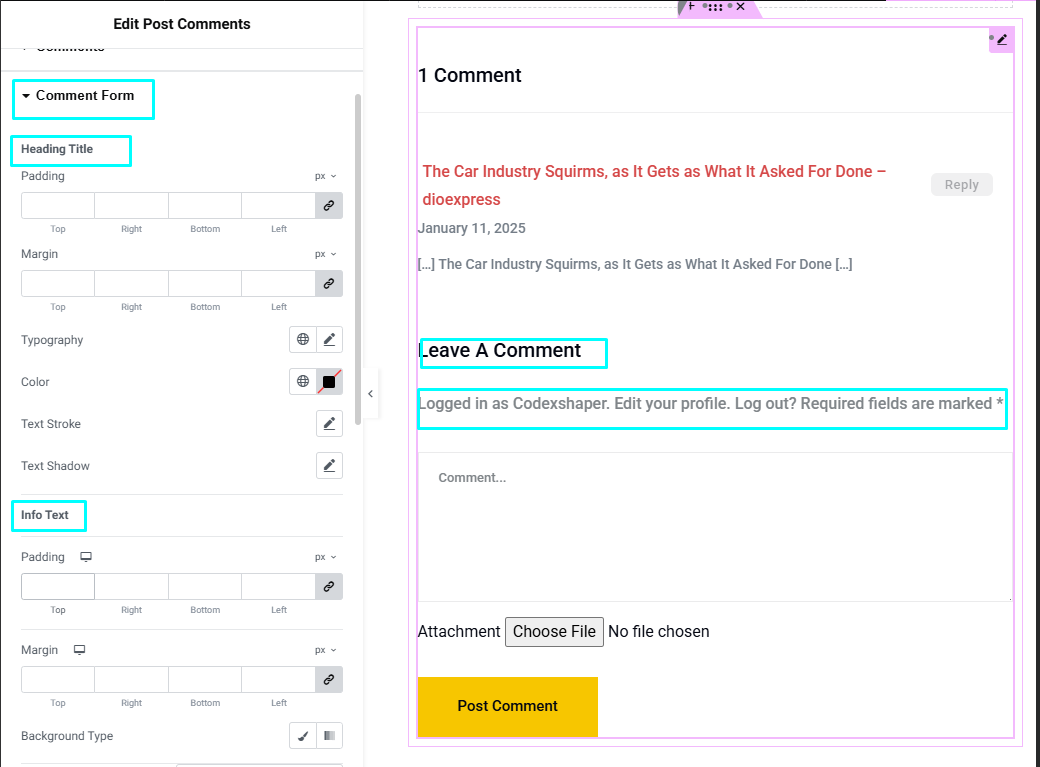 Edit Post Comments
Comments
Comment Form
Heading Title
Padding
px
Top Right Bottom Left
Margin
px
Top Right Bottom Left
Typography
Color
Text Stroke
Text Shadow
Info Text
Padding
px
Top Right Bottom Left
Margin
px
Top Right Bottom Left
Background Type
1 Comment
The Car Industry Squirms, as It Gets as What It Asked For Done –
dioexpress
Reply
January 11, 2025
[…] The Car Industry Squirms, as It Gets as What It Asked For Done […]
Leave A Comment
Logged in as Codexshaper. Edit your profile. Log out? Required fields are marked *
Comment...
Attachment Choose File No file chosen
Post Comment